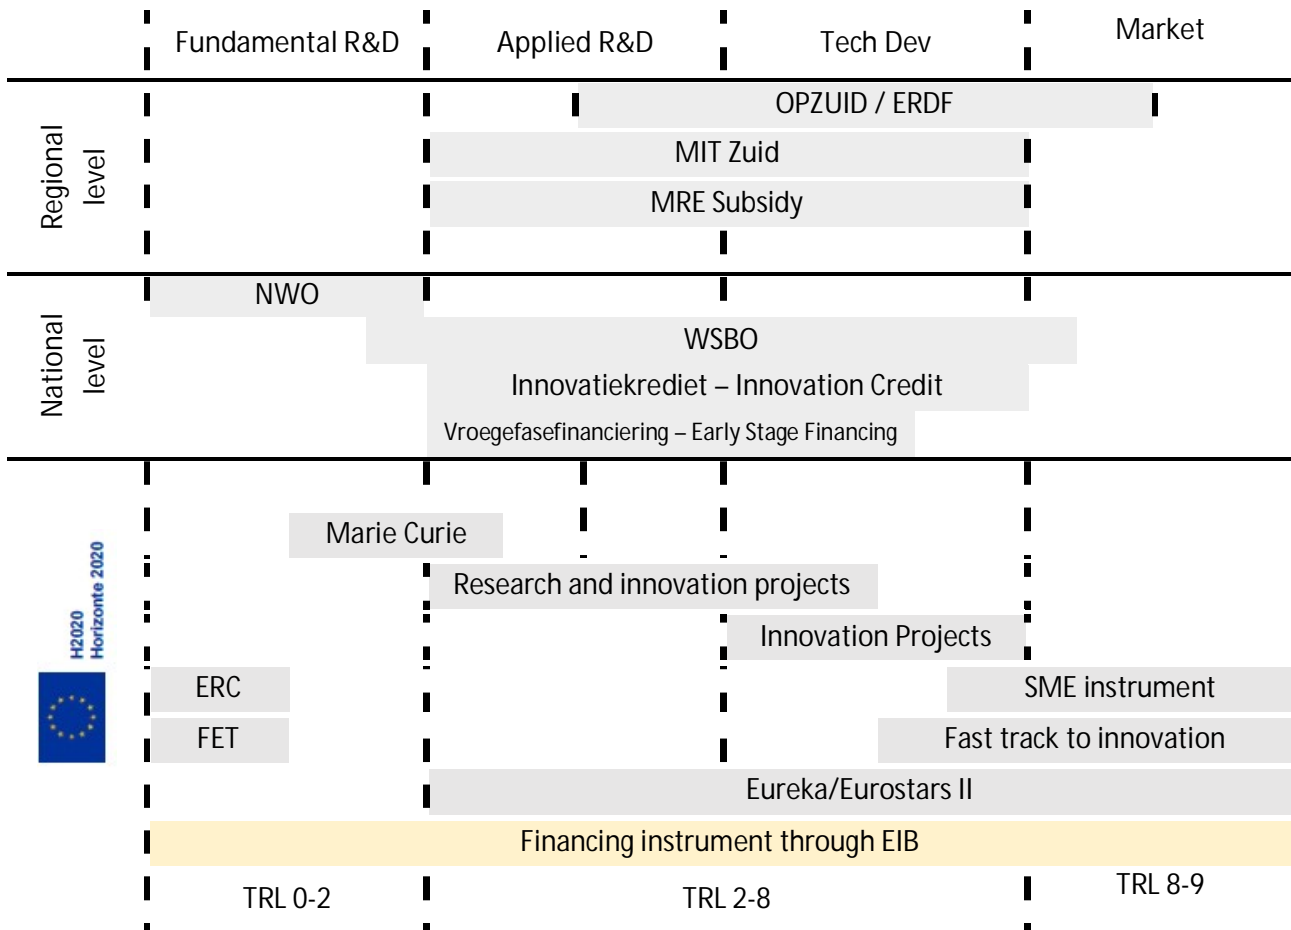 Fundamental R&D
Applied R&D
Tech Dev
Market
Regional
level
OPZUID / ERDF
MIT Zuid
MRE Subsidy
National
level
NWO
WSBO
Innovatiekrediet – Innovation Credit
Vroegefasefinanciering – Early Stage Financing
H2020
Horizonte 2020
Marie Curie
Research and innovation projects
Innovation Projects
ERC
SME instrument
FET
Fast track to innovation
Eureka/Eurostars II
Financing instrument through EIB
TRL 0-2
TRL 2-8
TRL 8-9